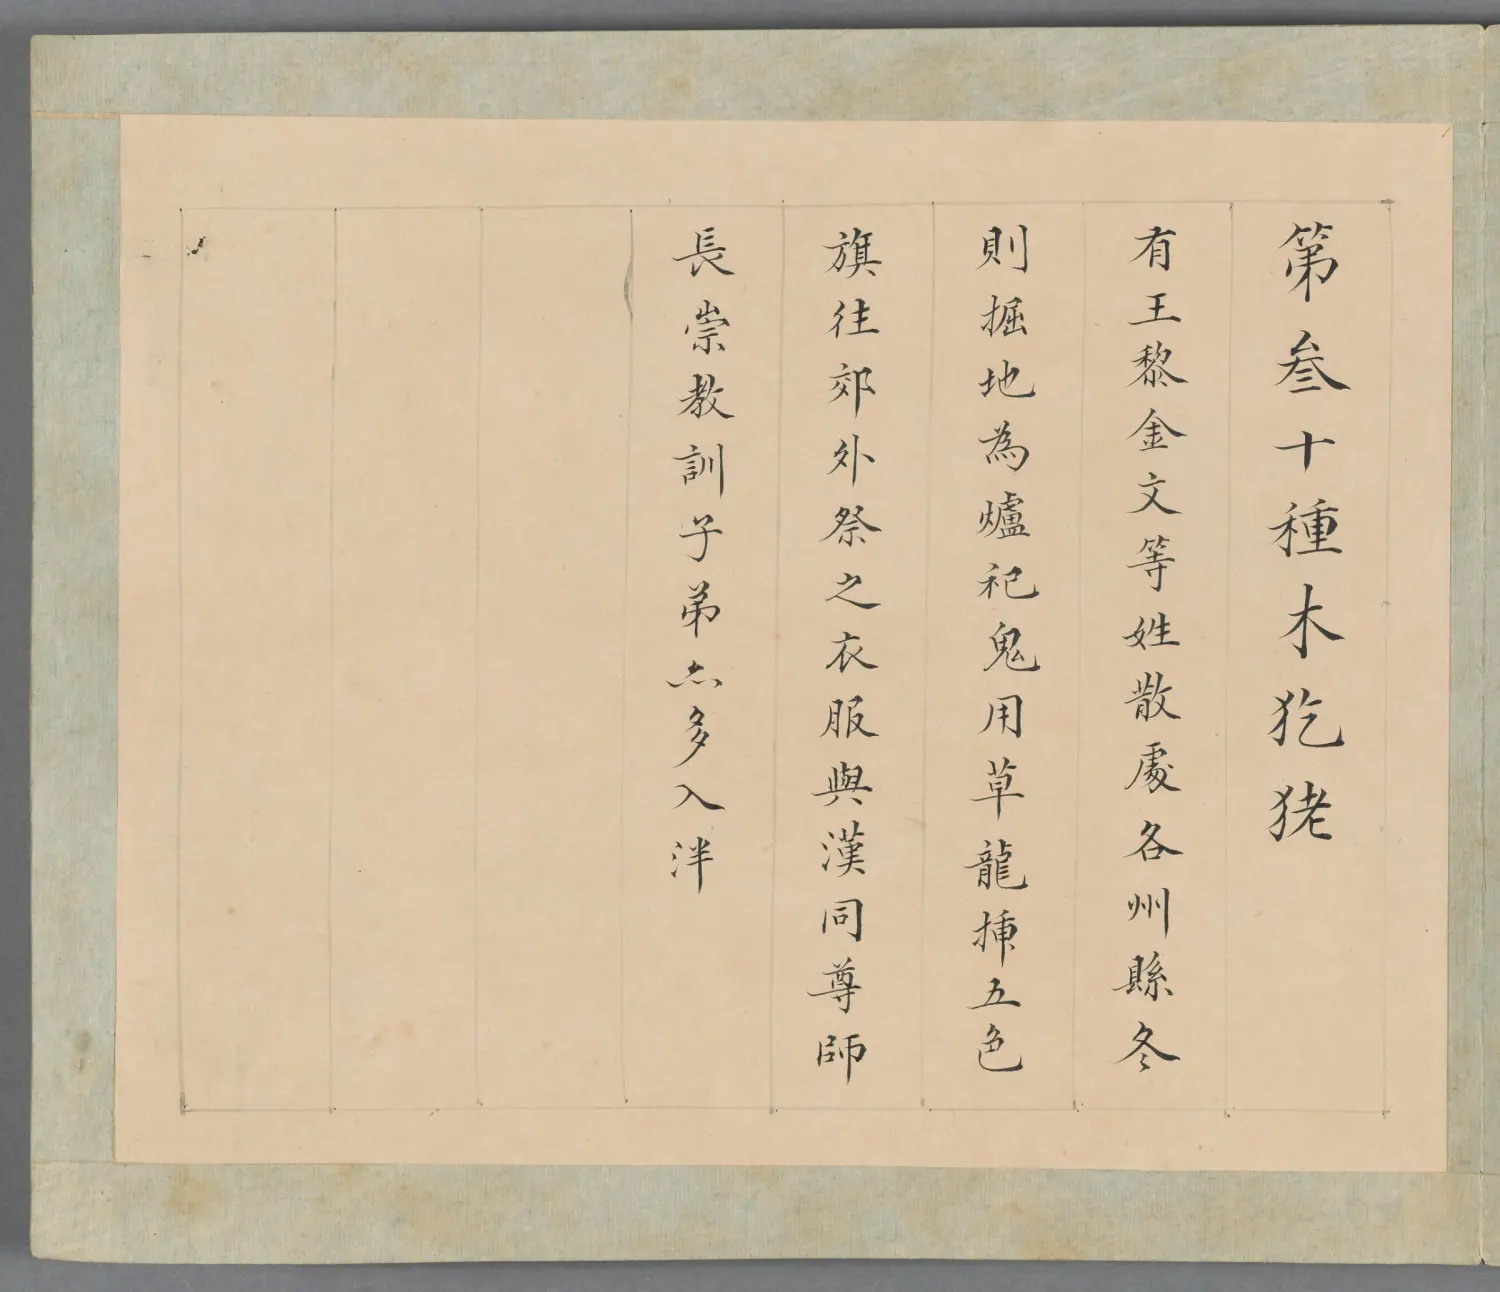 第叁十種木犵狫
有王黎金文等姓散處各州縣冬
則掘地為爐祀鬼用草龍揷五色
旗往郊外祭之衣服與漢同尊師
長崇教訓子弟亦多入泮